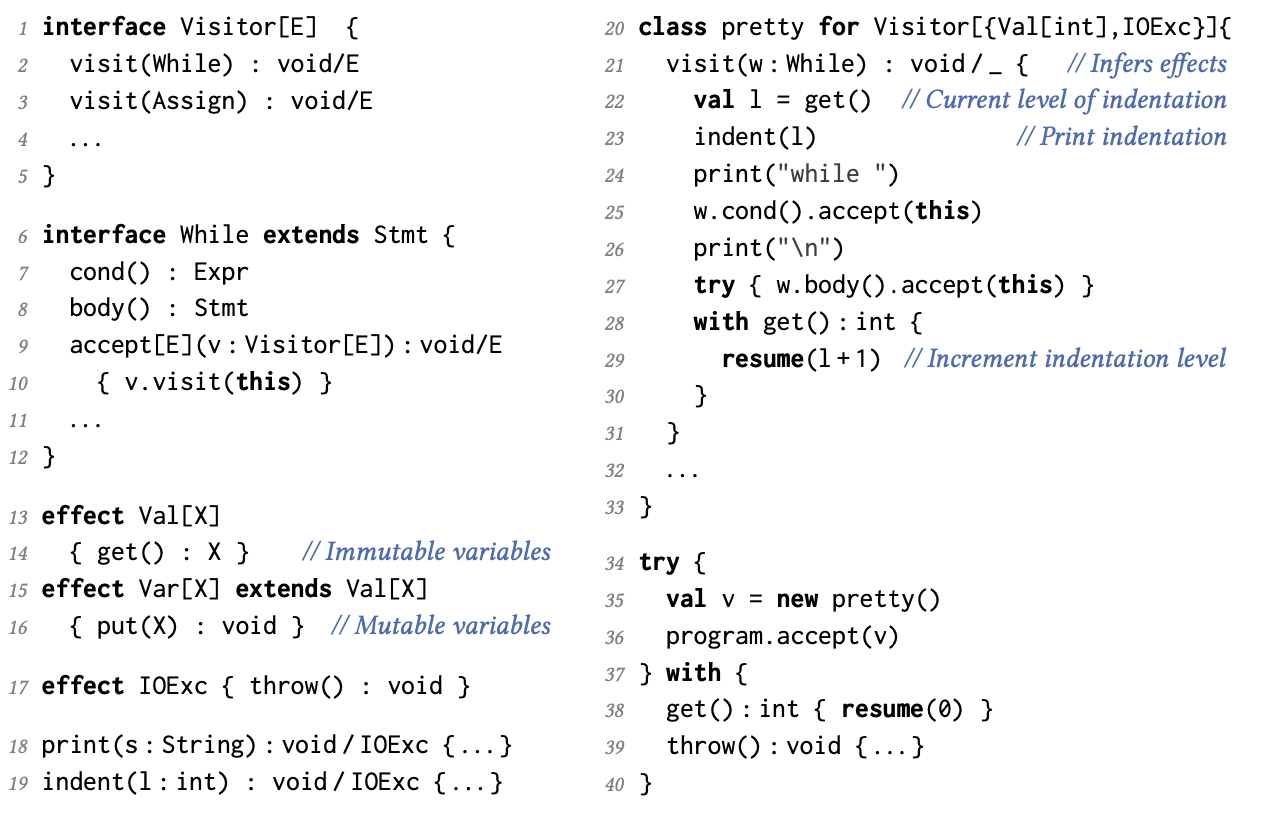 1 interface Visitor[E] {
2 visit(While) : void/E
3 visit(Assign) : void/E
4 ...
5 }
6 interface While extends Stmt {
7 cond() : Expr
8 body() : Stmt
9 accept[E](v:Visitor[E]):void/E
10 { v.visit(this) }
11 ...
12 }
13 effect Val[X]
14 { get() : X } // Immutable variables
15 effect Var[X] extends Val[X]
16 { put(X) : void } // Mutable variables
17 effect IOExc { throw() : void }
18 print(s:String):void/IOExc {...}
19 indent(l:int) : void/IOExc {...}
20 class pretty for Visitor[{Val[int],IOExc}]{
21 visit(w:While) : void/_ { // Infers effects
22 val l = get() // Current level of indentation
23 indent(l) // Print indentation
24 print("while ")
25 w.cond().accept(this)
26 print("\n")
27 try { w.body().accept(this) }
28 with get():int {
29 resume(l+1) // Increment indentation level
30 }
31 }
32 ...
33 }
34 try {
35 val v = new pretty()
36 program.accept(v)
37 } with {
38 get():int { resume(0) }
39 throw():void {...}
40 }